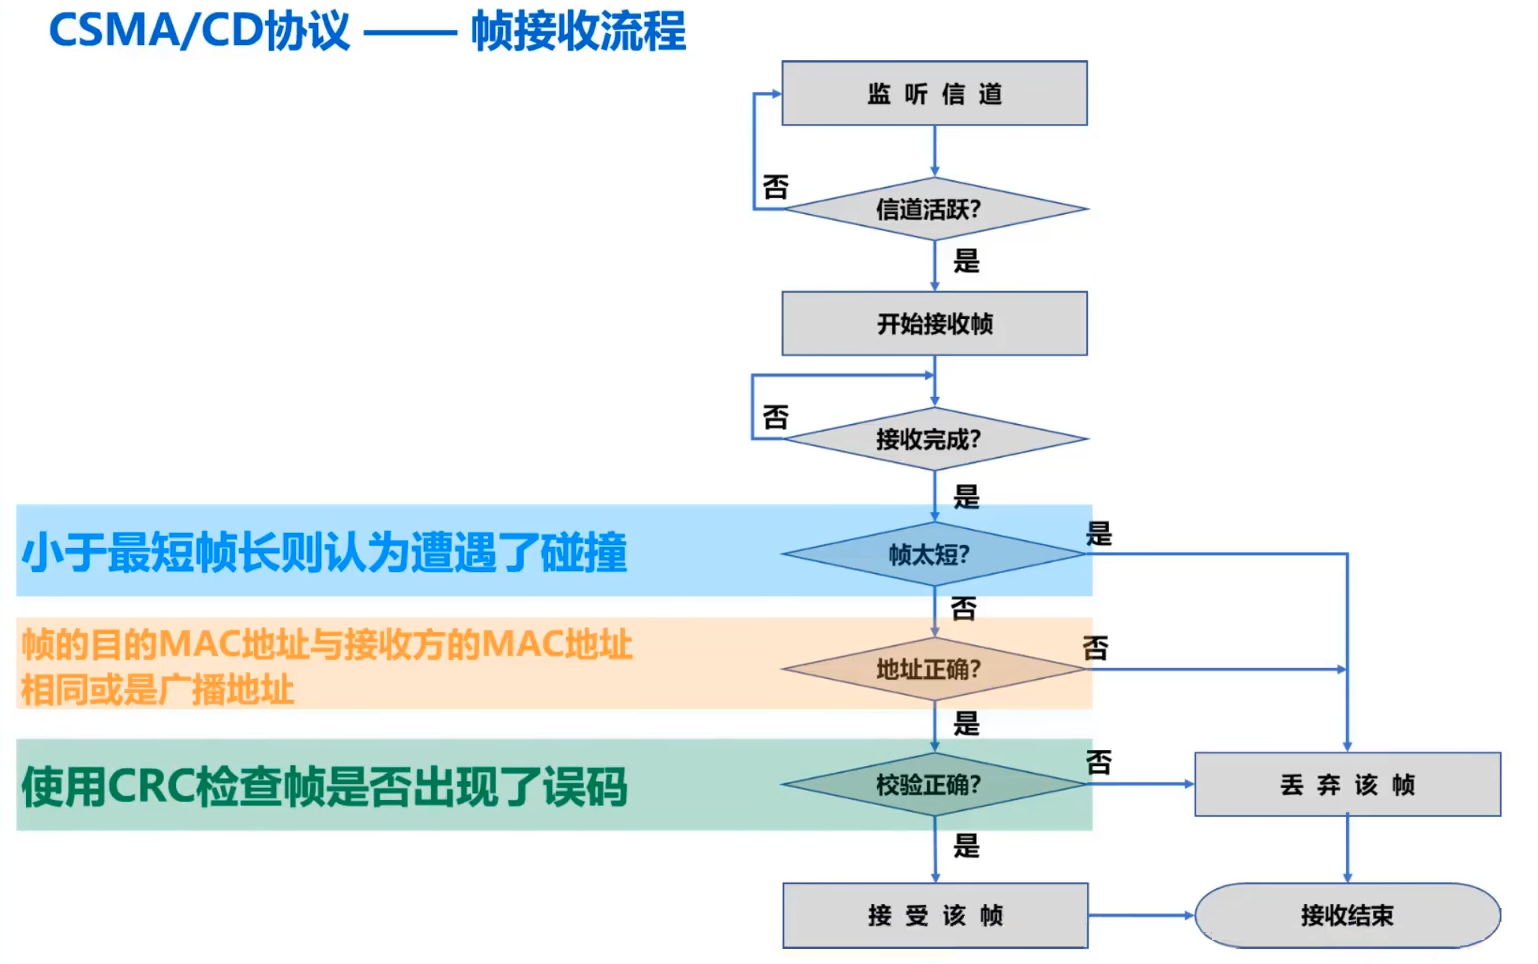 CSMA/CD协议 —— 帧接收流程
监 听 信 道
否
信道活跃?
是
开始接收帧
否
接收完成?
是
小于最短帧长则认为遭遇了碰撞
帧太短?
是
否
帧的目的MAC地址与接收方的MAC地址
相同或是广播地址
地址正确?
否
是
使用CRC检查帧是否出现了误码
校验正确?
否
丢 弃 该 帧
是
接 受 该 帧
接收结束